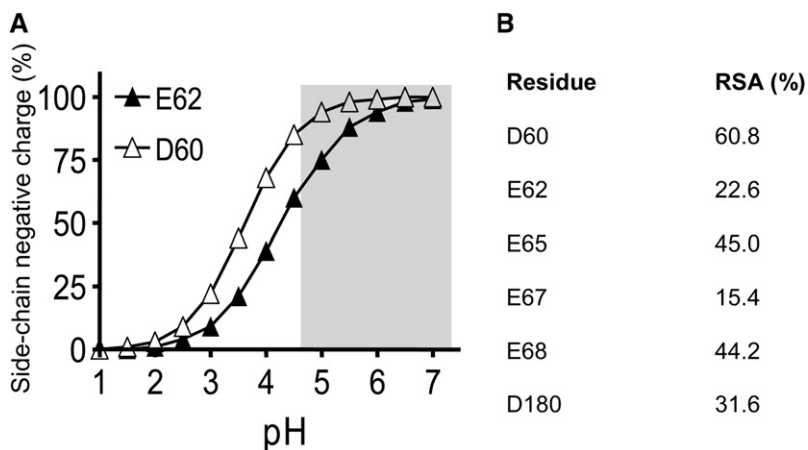 A
Side-chain negative charge (%)
100
75
50
25
0
E62
D60
1 2 3 4 5 6 7
pH
B
Residue RSA (%)
D60 60.8
E62 22.6
E65 45.0
E67 15.4
E68 44.2
D180 31.6